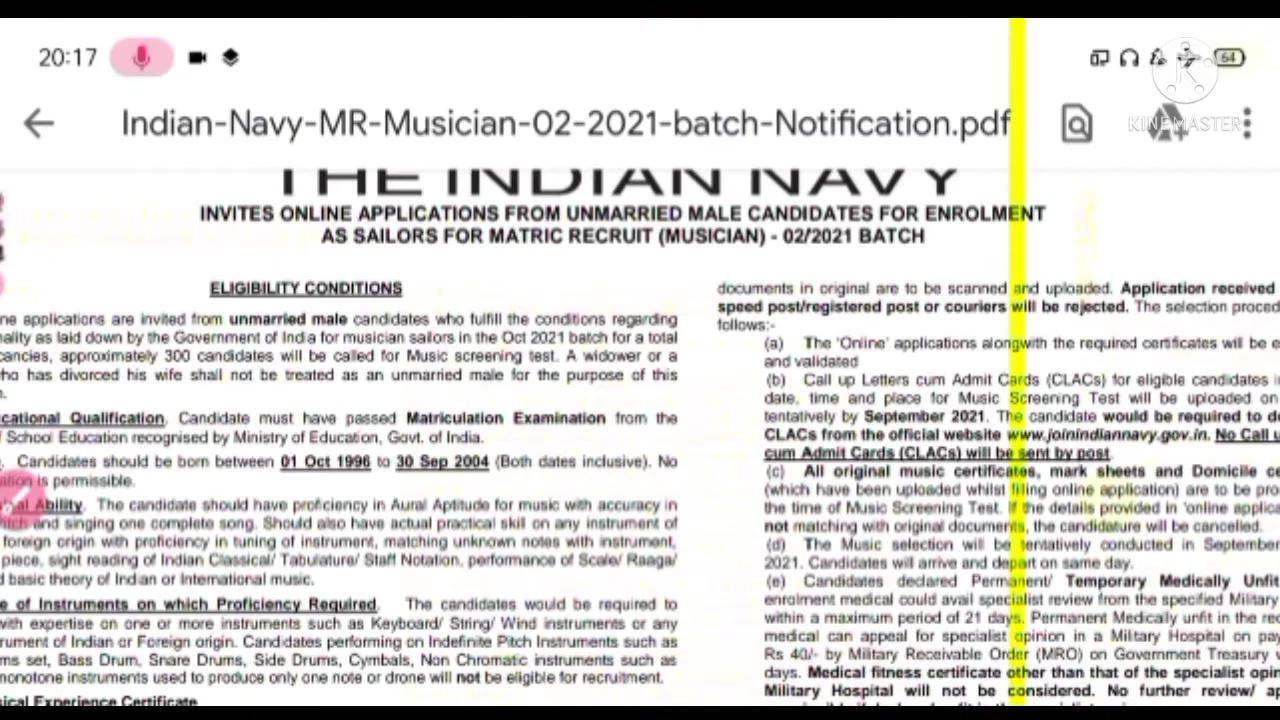 20:17
64
Indian-Navy-MR-Musician-02-2021-batch-Notification.pdf
KINEMASTER
THE INDIAN NAVY
INVITES ONLINE APPLICATIONS FROM UNMARRIED MALE CANDIDATES FOR ENROLMENT
AS SAILORS FOR MATRIC RECRUIT (MUSICIAN) - 02/2021 BATCH
ELIGIBILITY CONDITIONS
applications are invited from unmarried male candidates who fulfill the conditions regarding
as laid down by the Government of India for musician sailors in the Oct 2021 batch for a total
approximately 300 candidates will be called for Music screening test. A widower or a
has divorced his wife shall not be treated as an unmarried male for the purpose of this
Qualification. Candidate must have passed Matriculation Examination from the
School Education recognised by Ministry of Education, Govt. of India.
Candidates should be born between 01 Oct 1996 to 30 Sep 2004 (Both dates inclusive). No
is permissible.
Ability. The candidate should have proficiency in Aural Aptitude for music with accuracy in
and singing one complete song. Should also have actual practical skill on any instrument of
foreign origin with proficiency in tuning of instrument, matching unknown notes with instrument,
piece, sight reading of Indian Classical/ Tabulature/ Staff Notation, performance of Scale/ Raaga/
basic theory of Indian or International music.
of Instruments on which Proficiency Required. The candidates would be required to
with expertise on one or more instruments such as Keyboard/ String/ Wind instruments or any
of Indian or Foreign origin. Candidates performing on Indefinite Pitch Instruments such as
set, Bass Drum, Snare Drums, Side Drums, Cymbals, Non Chromatic instruments such as
monotone instruments used to produce only one note or drone will not be eligible for recruitment.
Experience Certificate
documents in original are to be scanned and uploaded. Application received
speed post/registered post or couriers will be rejected. The selection
follows:-
(a) The 'Online' applications along with the required certificates will be
and validated
(b) Call up Letters cum Admit Cards (CLACs) for eligible candidates
date, time and place for Music Screening Test will be uploaded on
tentatively by September 2021. The candidate would be required to
CLACs from the official website www.joinindiannavy.gov.in. No Call
cum Admit Cards (CLACs) will be sent by post.
(c) All original music certificates, mark sheets and Domicile
(which have been uploaded whilst filling online application) are to be
the time of Music Screening Test. If the details provided in 'online
not matching with original documents, the candidature will be cancelled.
(d) The Music selection will be tentatively conducted in September
2021. Candidates will arrive and depart on same day.
(e) Candidates declared Permanent/ Temporary Medically Unfit
enrolment medical could avail specialist review from the specified Military
within a maximum period of 21 days. Permanent Medically unfit in the
medical can appeal for specialist opinion in a Military Hospital on
Rs 40/- by Military Receivable Order (MRO) on Government Treasury
days. Medical fitness certificate other than that of the specialist
Military Hospital will not be considered. No further review/